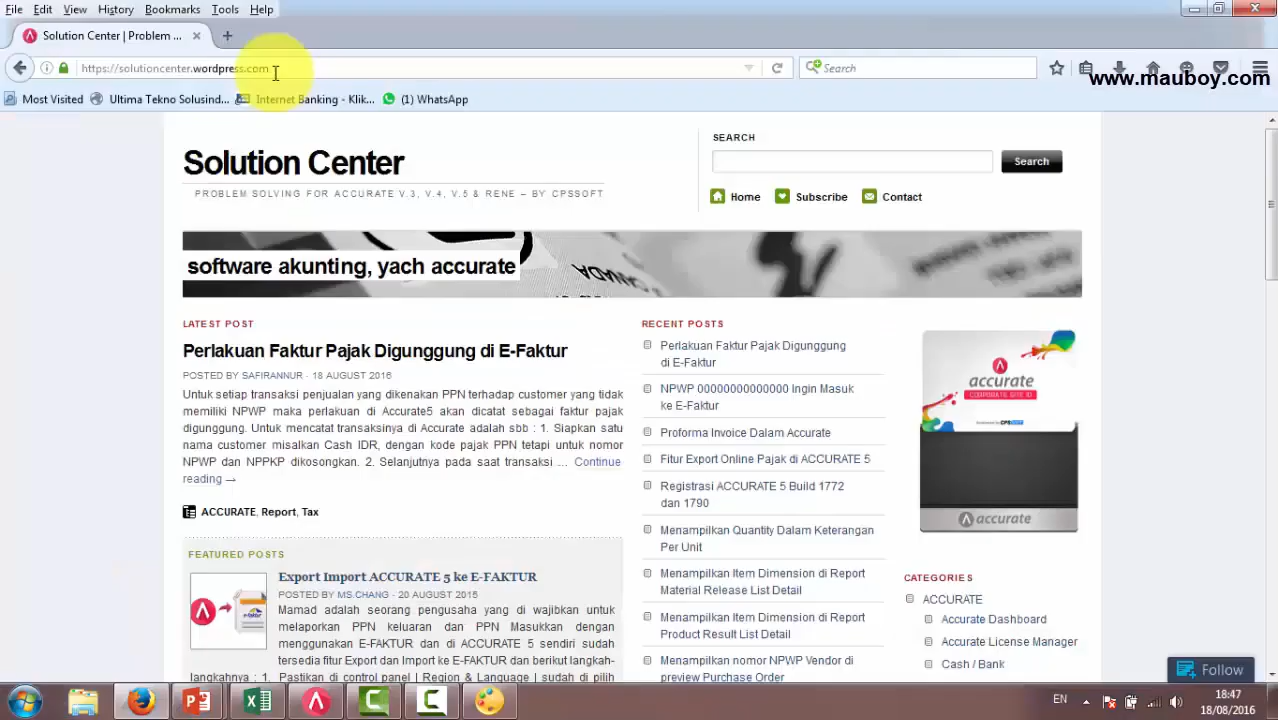 File Edit View History Bookmarks Tools Help
Solution Center | Problem ...
https://solutioncenter.wordpress.com
Search
www.mauboy.com
Most Visited
Ultima Tekno Solusind...
Internet Banking - Klik...
(1) WhatsApp
Solution Center
PROBLEM SOLVING FOR ACCURATE V.3, V.4, V.5 & RENE – BY CPSSOFT
SEARCH
Search
Home
Subscribe
Contact
software akunting, yach accurate
CANADA
LATEST POST
Perlakuan Faktur Pajak Digunggung di E-Faktur
POSTED BY SAFIRANNUR · 18 AUGUST 2016
Untuk setiap transaksi penjualan yang dikenakan PPN terhadap customer yang tidak
memiliki NPWP maka perlakuan di Accurate5 akan dicatat sebagai faktur pajak
digunggung. Untuk mencatat transaksinya di Accurate adalah sbb : 1. Siapkan satu
nama customer misalkan Cash IDR, dengan kode pajak PPN tetapi untuk nomor
NPWP dan NPPKP dikosongkan. 2. Selanjutnya pada saat transaksi ... Continue
reading →
ACCURATE, Report, Tax
FEATURED POSTS
Export Import ACCURATE 5 ke E-FAKTUR
POSTED BY MS.CHANG · 20 AUGUST 2015
Mamad adalah seorang pengusaha yang di wajibkan untuk
melaporkan PPN keluaran dan PPN Masukkan dengan
menggunakan E-FAKTUR dan di ACCURATE 5 sendiri sudah
tersedia fitur Export dan Import ke E-FAKTUR dan berikut langkah-
langkahnya : 1. Pastikan di control panel | Region & Language | sudah di pilih
RECENT POSTS
Perlakuan Faktur Pajak Digunggung
di E-Faktur
NPWP 00000000000000 Ingin Masuk
ke E-Faktur
Proforma Invoice Dalam Accurate
Fitur Export Online Pajak di ACCURATE 5
Registrasi ACCURATE 5 Build 1772
dan 1790
Menampilkan Quantity Dalam Keterangan
Per Unit
Menampilkan Item Dimension di Report
Material Release List Detail
Menampilkan Item Dimension di Report
Product Result List Detail
Menampilkan nomor NPWP Vendor di
preview Purchase Order
accurate
CORPORATE SITE ID
CPSSOFT
accurate
CATEGORIES
ACCURATE
Accurate Dashboard
Accurate License Manager
Cash / Bank
Follow
EN
18:47
18/08/2016